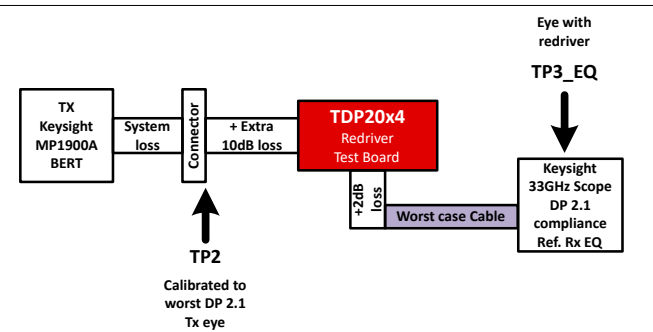 Eye with
redriver
TP3_EQ
TX
Keysight
MP1900A
BERT
System
loss
Connector
+ Extra
10dB loss
TDP20x4
Redriver
Test Board
+2dB
loss
Worst case Cable
Keysight
33GHz Scope
DP 2.1
compliance
Ref. Rx EQ
TP2
Calibrated to
worst DP 2.1
Tx eye